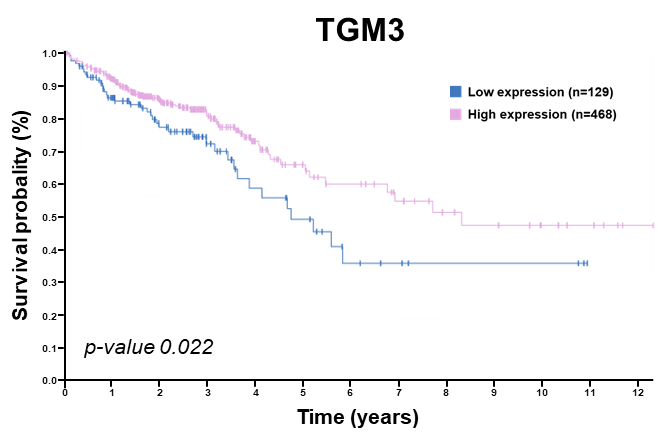 TGM3
Survival probality (%)
1.0
0.9
0.8
0.7
0.6
0.5
0.4
0.3
0.2
0.1
0.0
Low expression (n=129)
High expression (n=468)
p-value 0.022
0 1 2 3 4 5 6 7 8 9 10 11 12
Time (years)